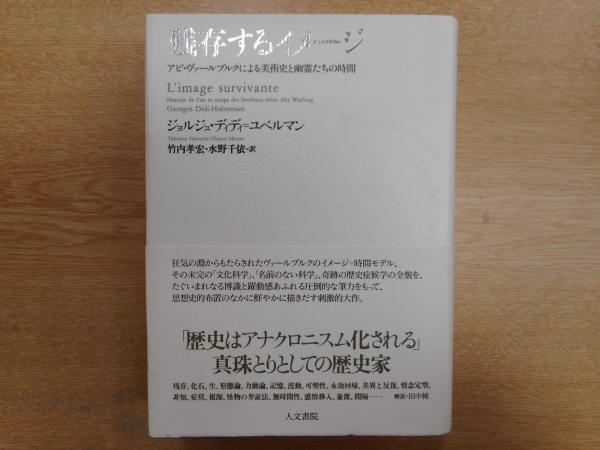 残存するイメージ
アビ・ヴァールブルクによる美術史と幽霊たちの時間
L'image survivante
Histoire de l'art et temps des fantômes selon Aby Warburg
Georges Didi-Huberman
ジョルジュ・ディディ=ユベルマン
Takahiro Takeuchi/Chiyori Mizuno
竹内孝宏・水野千依・訳
狂気の淵からもたらされたヴァールブルクのイメージ=時間モデル、
その未完の「文化科学」、「名前のない科学」、奇跡の歴史症候学の全貌を、
たぐいまれなる博識と躍動感あふれる圧倒的な筆力をもって、
思想史的布置のなかに鮮やかに描きだす刺激的大作。
「歴史はアナクロニスム化される」
真珠とりとしての歴史家
残存、化石、生、形態論、力動論、記憶、波動、可塑性、永劫回帰、差異と反復、情念定型、
非知、症状、根源、怪物の弁証法、無時間性、感情移入、象徴、間隔……
解説・田中純
人文書院